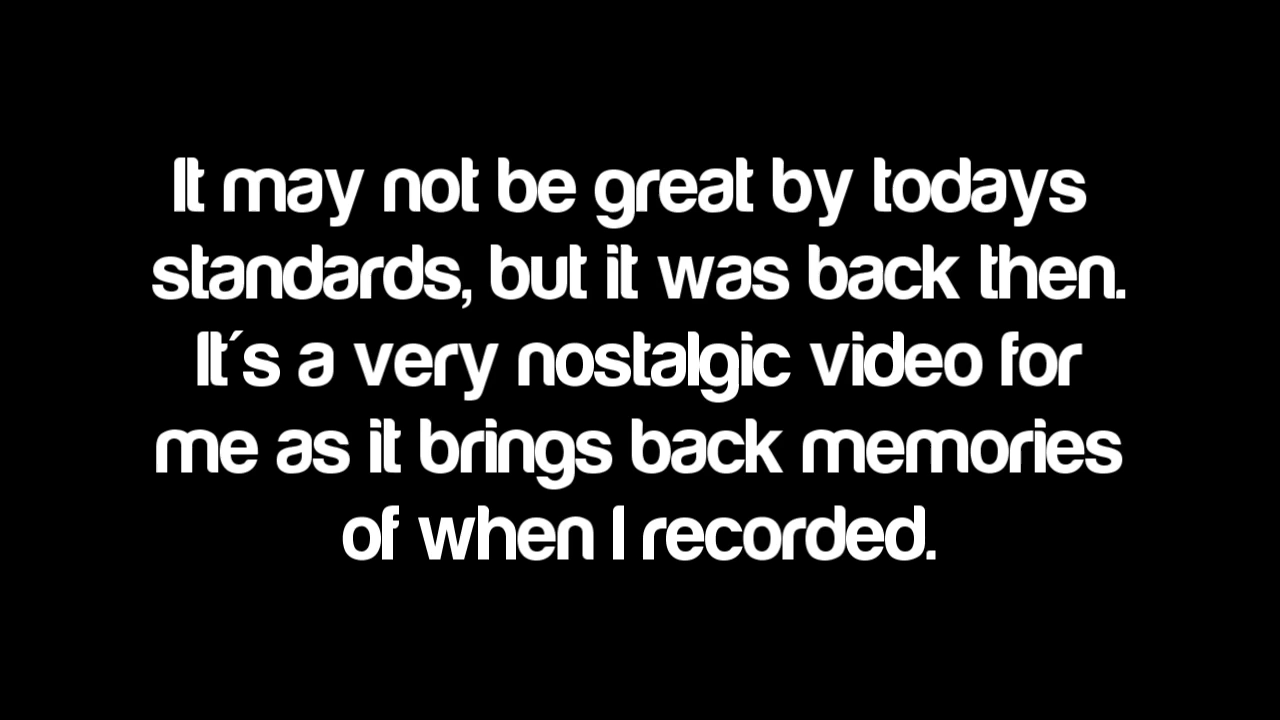 It may not be great by todays
standards, but it was back then.
It´s a very nostalgic video for
me as it brings back memories
of when I recorded.